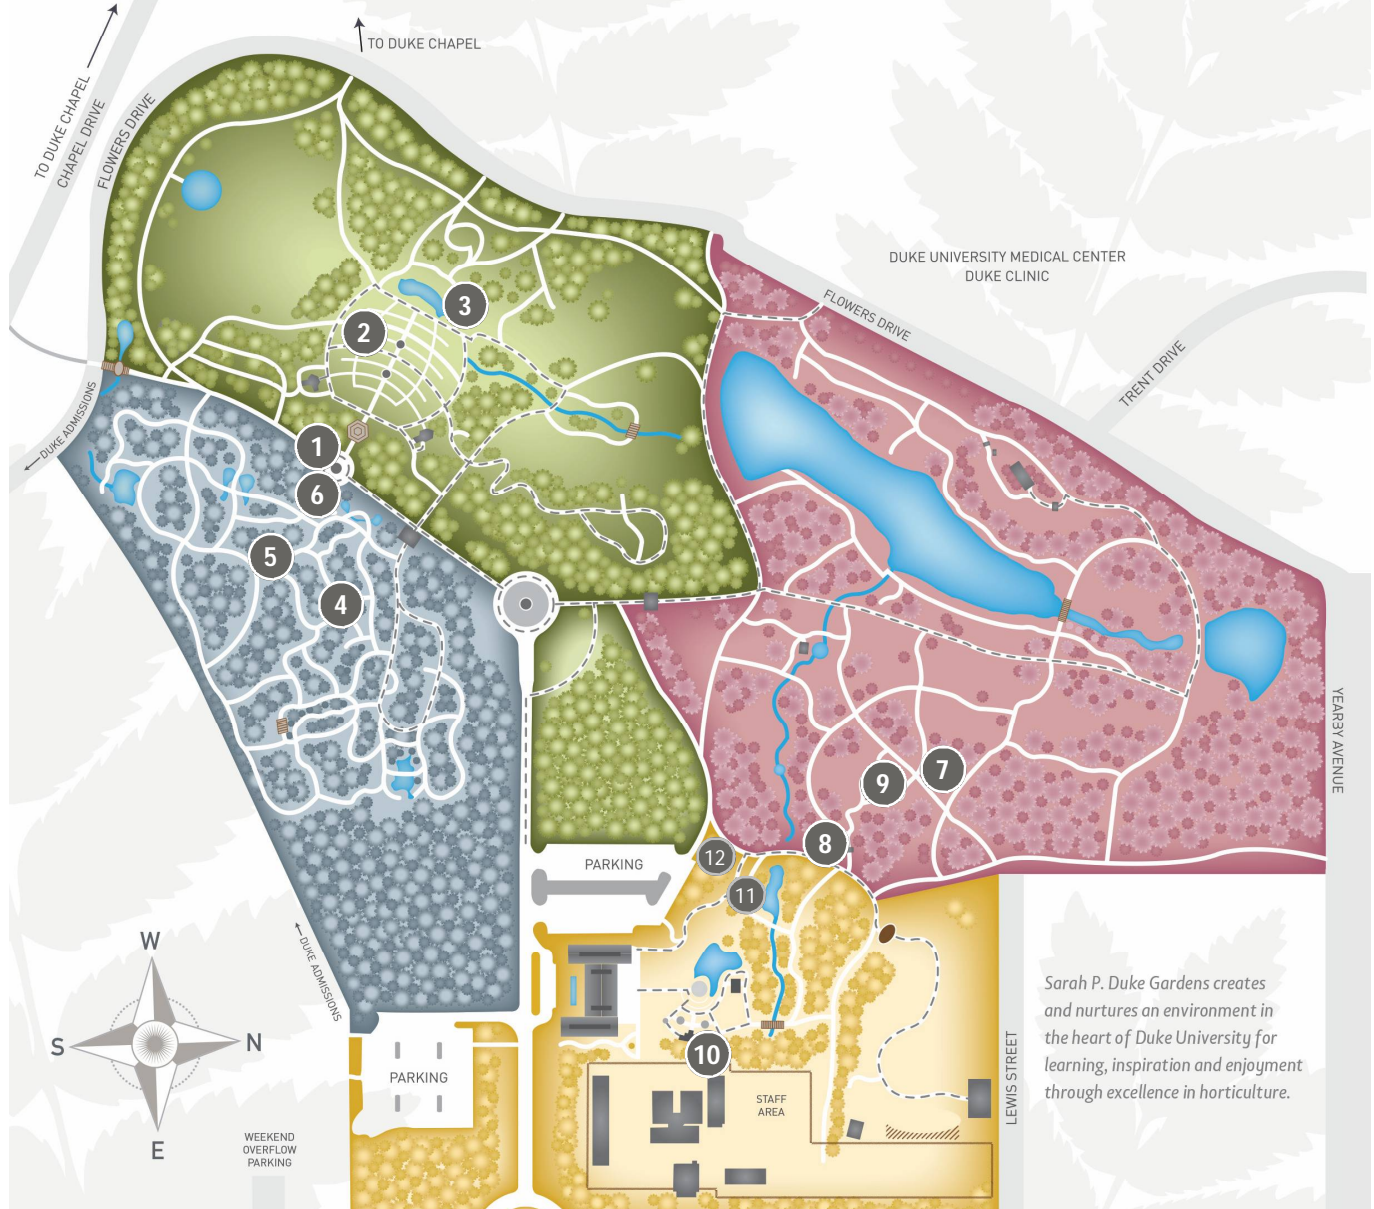 TO DUKE CHAPEL
TO DUKE CHAPEL
CHAPEL DRIVE
FLOWERS DRIVE
DUKE UNIVERSITY MEDICAL CENTER
DUKE CLINIC
FLOWERS DRIVE
TRENT DRIVE
3
2
DUKE ADMISSIONS
1
6
5
4
YEARBY AVENUE
7
9
8
12
PARKING
11
DUKE ADMISSIONS
W
S
N
E
Sarah P. Duke Gardens creates
and nurtures an environment in
the heart of Duke University for
learning, inspiration and enjoyment
through excellence in horticulture.
10
LEWIS STREET
PARKING
STAFF
AREA
WEEKEND
OVERFLOW
PARKING